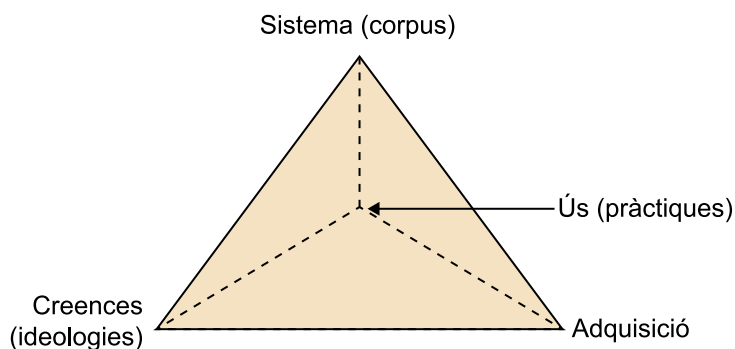 Sistema (corpus)
Ús (pràctiques)
Creences
(ideologies)
Adquisició